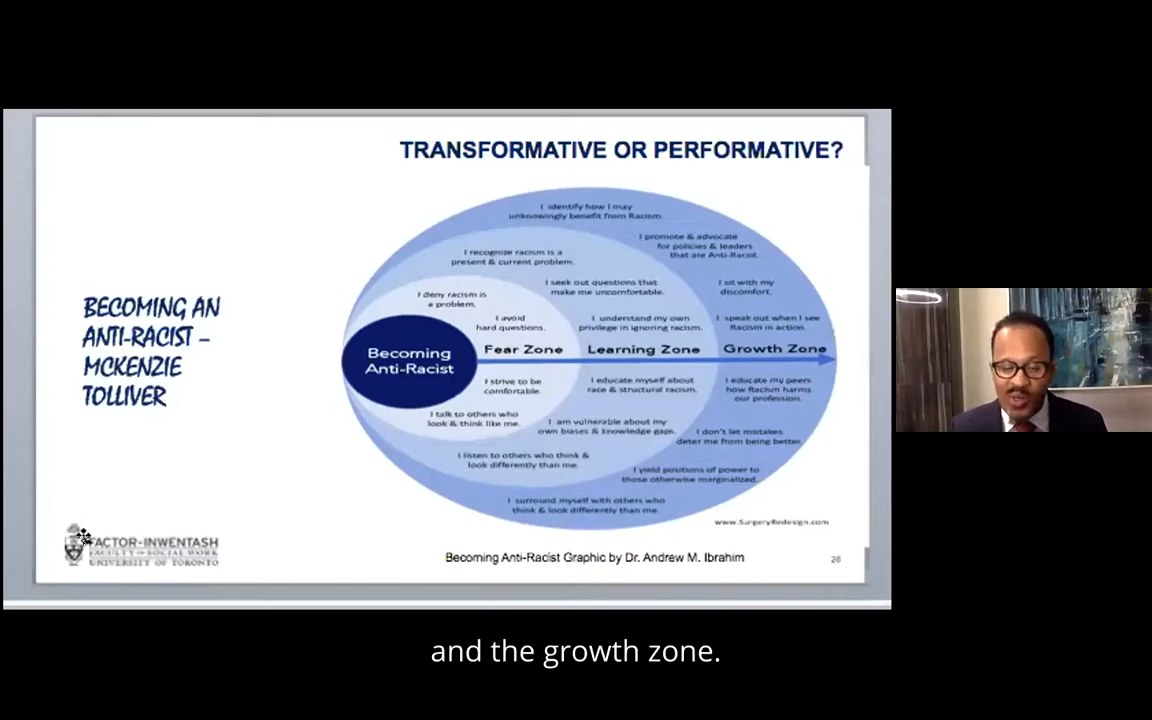 TRANSFORMATIVE OR PERFORMATIVE?
BECOMING AN
ANTI-RACIST –
MCKENZIE
TOLLIVER
I identify how I may
unknowingly benefit from Racism.
I promote & advocate
for policies & leaders
that are Anti-Racist.
I recognize racism is a
present & current problem.
I seek out questions that
make me uncomfortable.
I sit with my
discomfort.
I deny racism is
a problem.
I avoid
hard questions.
I understand my own
privilege in ignoring racism.
I speak out when I see
Racism in action.
Becoming
Anti-Racist
Fear Zone
Learning Zone
Growth Zone
I strive to be
comfortable.
I educate myself about
race & structural racism.
I educate my peers
how Racism harms
our profession.
I talk to others who
look & think like me.
I am vulnerable about my
own biases & knowledge gaps.
I don't let mistakes
deter me from being better.
I listen to others who think &
look differently than me.
I yield positions of power to
those otherwise marginalized.
I surround myself with others who
think & look differently than me.
www.SurgeryRedesign.com
FACTOR-INWENTASH
FACULTY OF SOCIAL WORK
UNIVERSITY OF TORONTO
Becoming Anti-Racist Graphic by Dr. Andrew M. Ibrahim
26
and the growth zone.